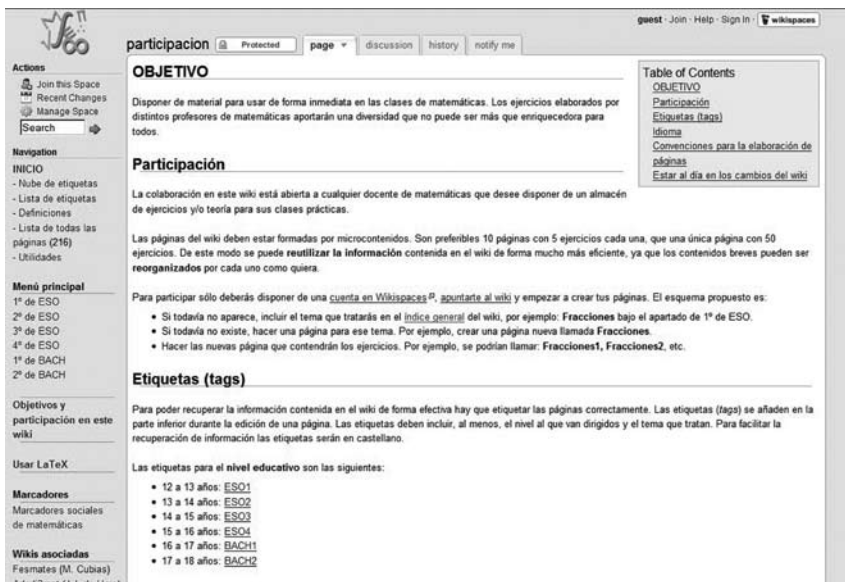 guest · Join · Help · Sign In · wikispaces
participacion Protected page discussion history notify me
Actions
Join this Space
Recent Changes
Manage Space
Search
Navigation
INICIO
- Nube de etiquetas
- Lista de etiquetas
- Definiciones
- Lista de todas las
páginas (216)
- Utilidades
Menú principal
1º de ESO
2º de ESO
3º de ESO
4º de ESO
1º de BACH
2º de BACH
Objetivos y
participación en este
wiki
Usar LaTeX
Marcadores
Marcadores sociales
de matemáticas
Wikis asociadas
Fesmates (M. Cubias)
OBJETIVO
Disponer de material para usar de forma inmediata en las clases de matemáticas. Los ejercicios elaborados por
distintos profesores de matemáticas aportarán una diversidad que no puede ser más que enriquecedora para
todos.
Table of Contents
OBJETIVO
Participación
Etiquetas (tags)
Idioma
Convenciones para la elaboración de
páginas
Estar al día en los cambios del wiki
Participación
La colaboración en este wiki está abierta a cualquier docente de matemáticas que desee disponer de un almacén
de ejercicios y/o teoría para sus clases prácticas.
Las páginas del wiki deben estar formadas por microcontenidos. Son preferibles 10 páginas con 5 ejercicios cada una, que una única página con 50
ejercicios. De este modo se puede reutilizar la información contenida en el wiki de forma mucho más eficiente, ya que los contenidos breves pueden ser
reorganizados por cada uno como quiera.
Para participar sólo deberás disponer de una cuenta en Wikispaces, apuntarte al wiki y empezar a crear tus páginas. El esquema propuesto es:
• Si todavía no aparece, incluir el tema que tratarás en el índice general del wiki, por ejemplo: Fracciones bajo el apartado de 1º de ESO.
• Si todavía no existe, hacer una página para ese tema. Por ejemplo, crear una página nueva llamada Fracciones.
• Hacer las nuevas página que contendrán los ejercicios. Por ejemplo, se podrían llamar: Fracciones1, Fracciones2, etc.
Etiquetas (tags)
Para poder recuperar la información contenida en el wiki de forma efectiva hay que etiquetar las páginas correctamente. Las etiquetas (tags) se añaden en la
parte inferior durante la edición de una página. Las etiquetas deben incluir, al menos, el nivel al que van dirigidos y el tema que tratan. Para facilitar la
recuperación de información las etiquetas serán en castellano.
Las etiquetas para el nivel educativo son las siguientes:
• 12 a 13 años: ESO1
• 13 a 14 años: ESO2
• 14 a 15 años: ESO3
• 15 a 16 años: ESO4
• 16 a 17 años: BACH1
• 17 a 18 años: BACH2